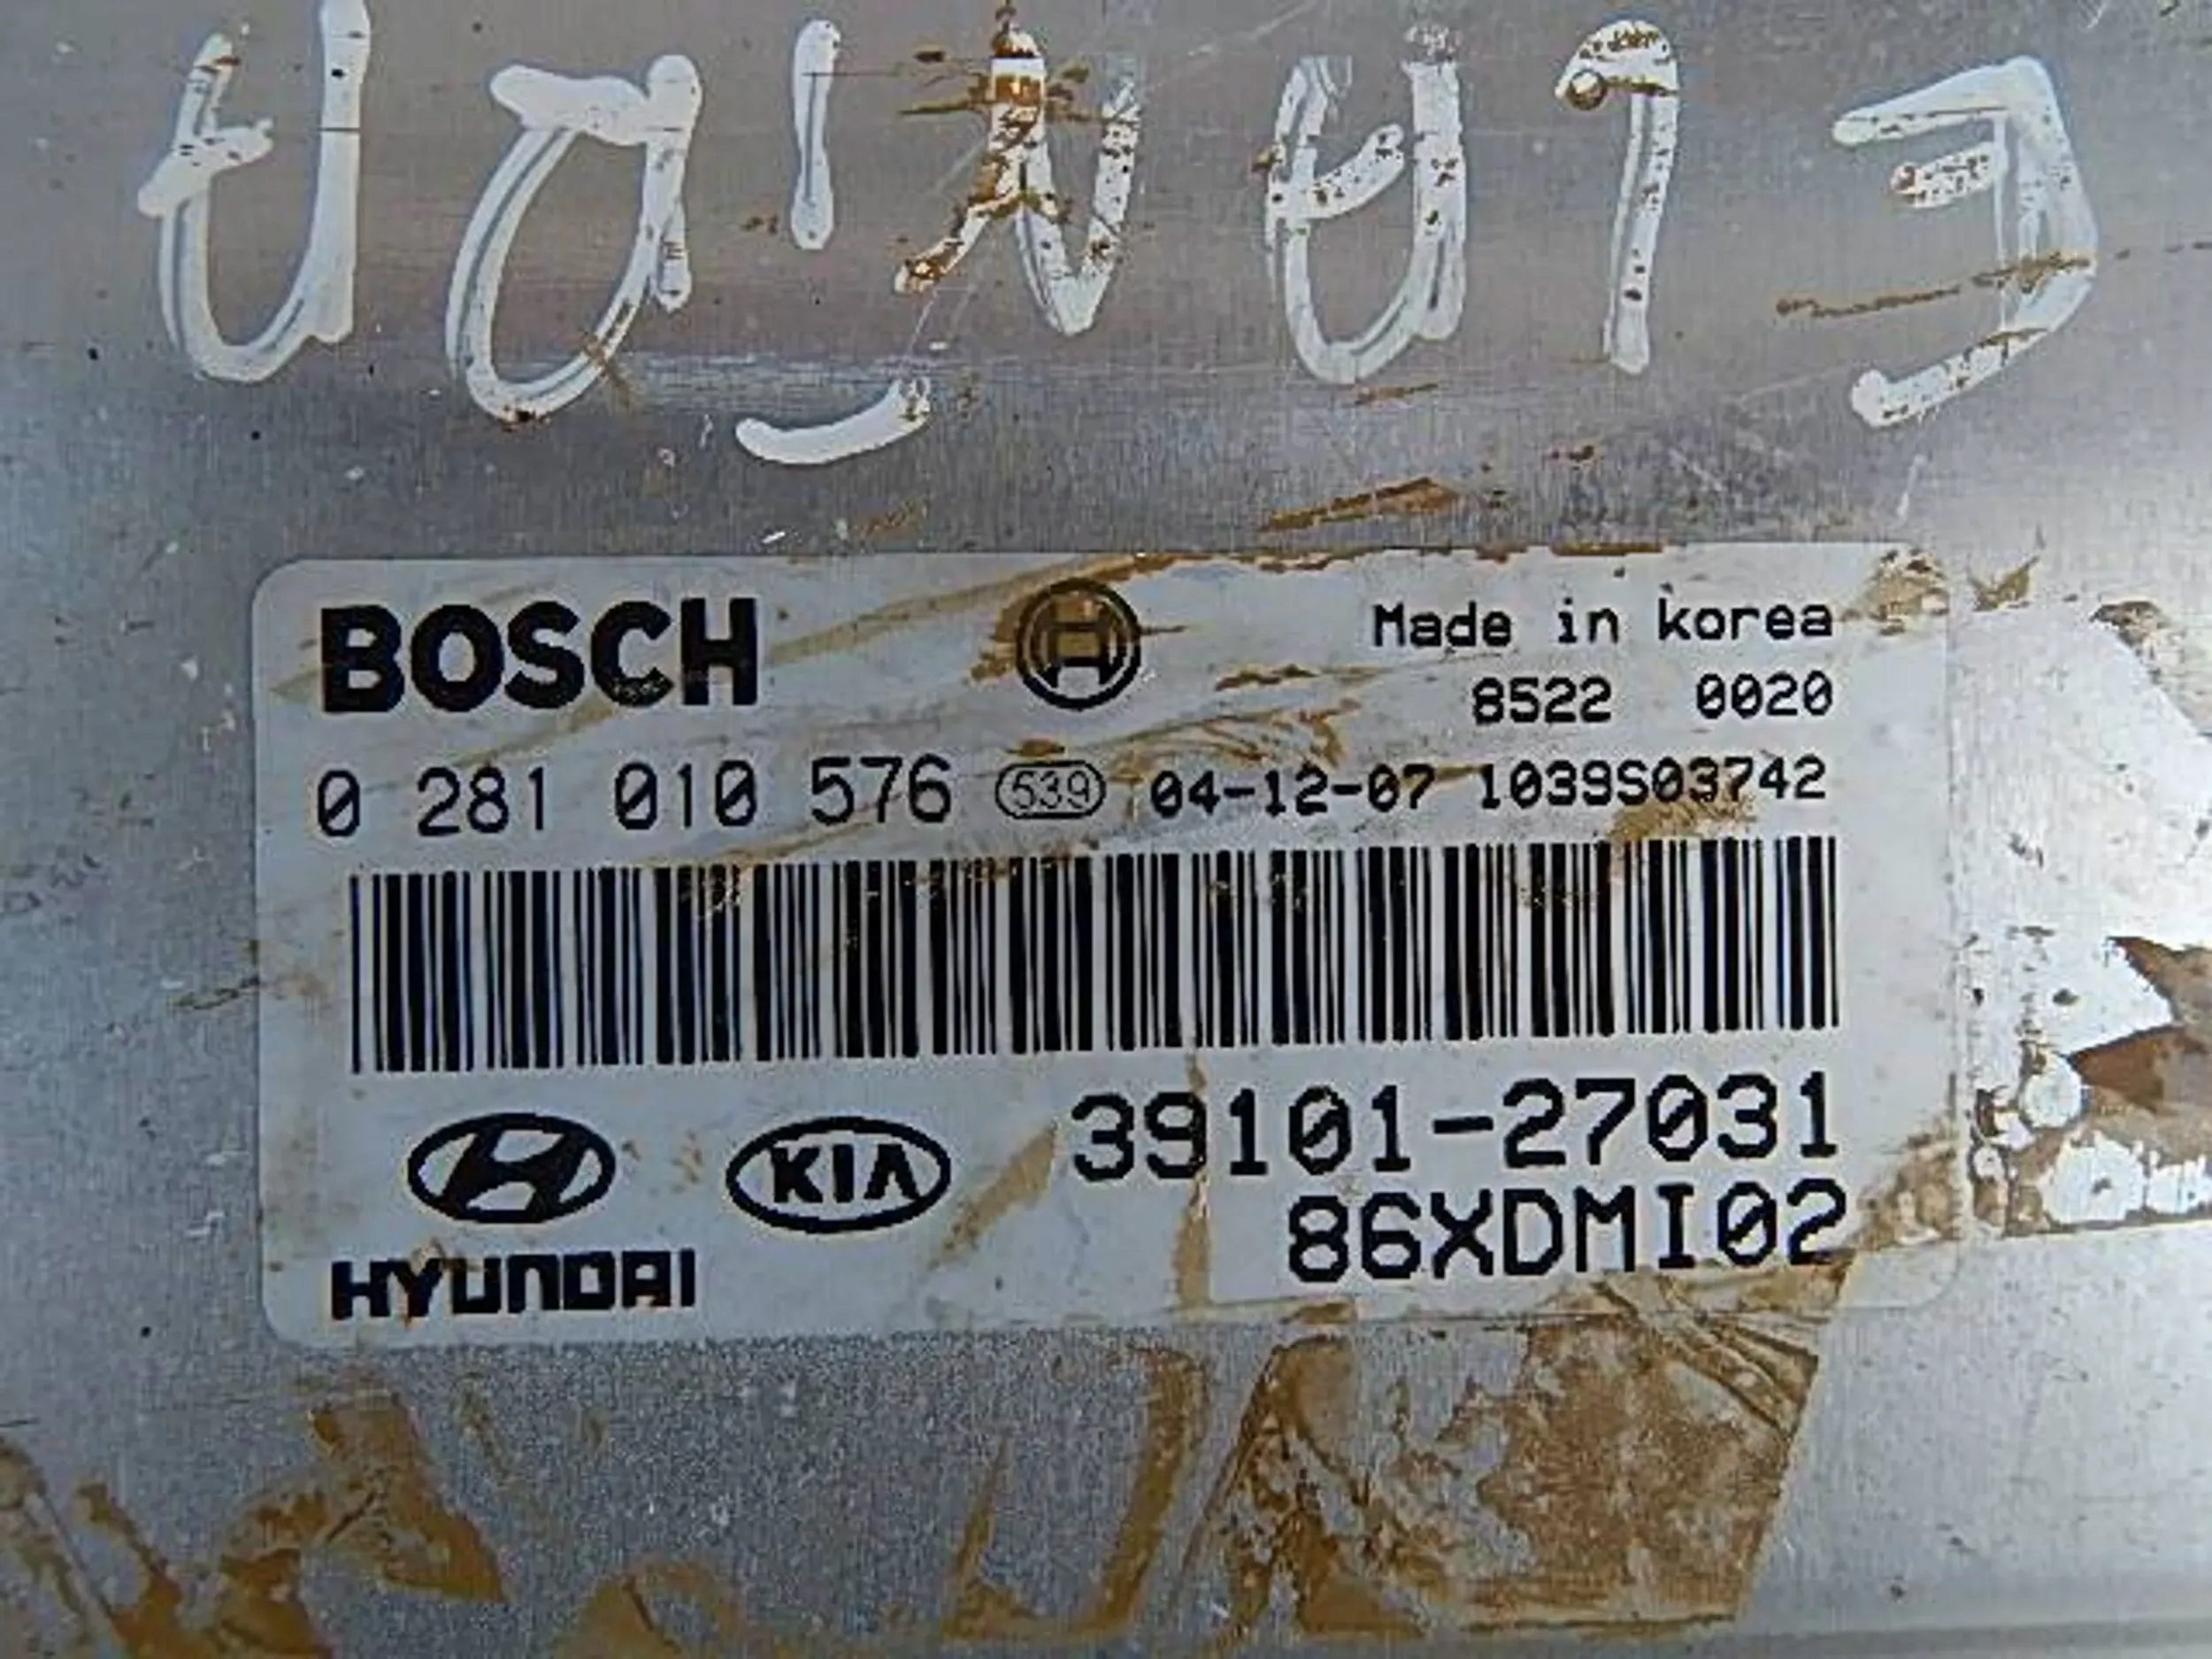 BOSCH
Made in korea
8522 0020
0 281 010 576 539 04-12-07 1039S03742
39101-27031
KIA
86XDMI02
HYUNDAI